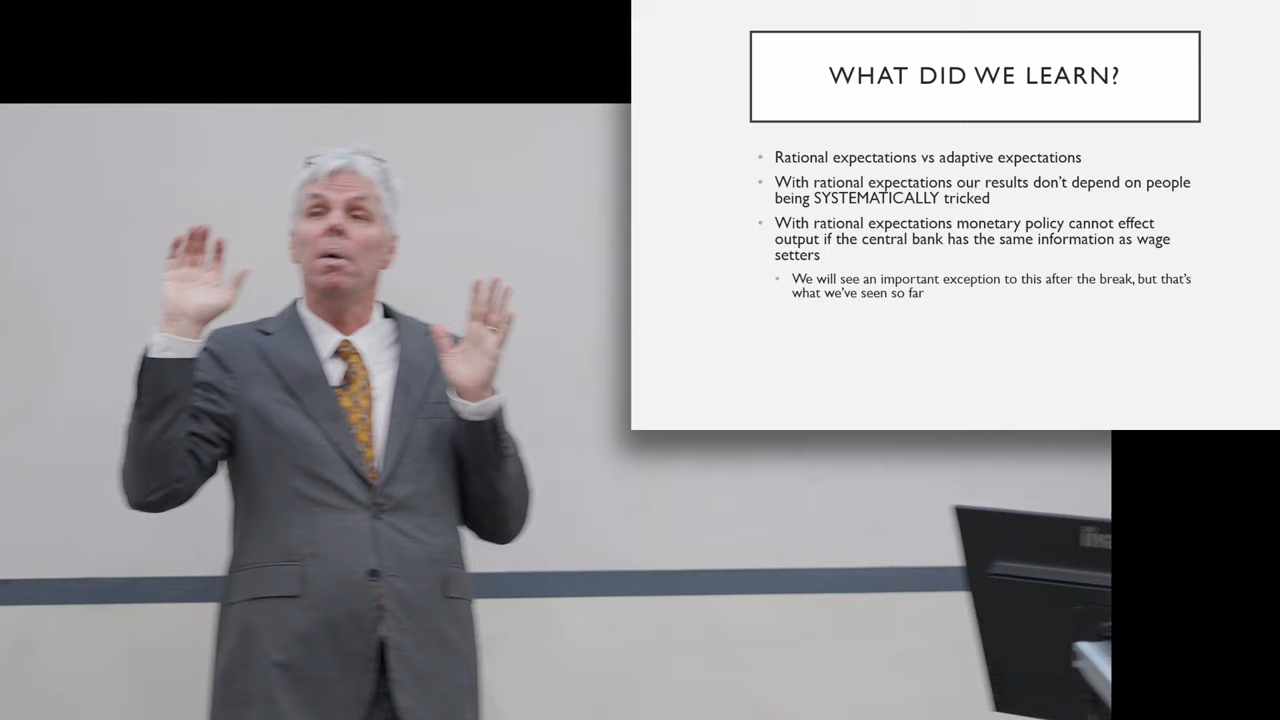 WHAT DID WE LEARN?
Rational expectations vs adaptive expectations
With rational expectations our results don't depend on people
being SYSTEMATICALLY tricked
With rational expectations monetary policy cannot effect
output if the central bank has the same information as wage
setters
We will see an important exception to this after the break, but that's
what we've seen so far